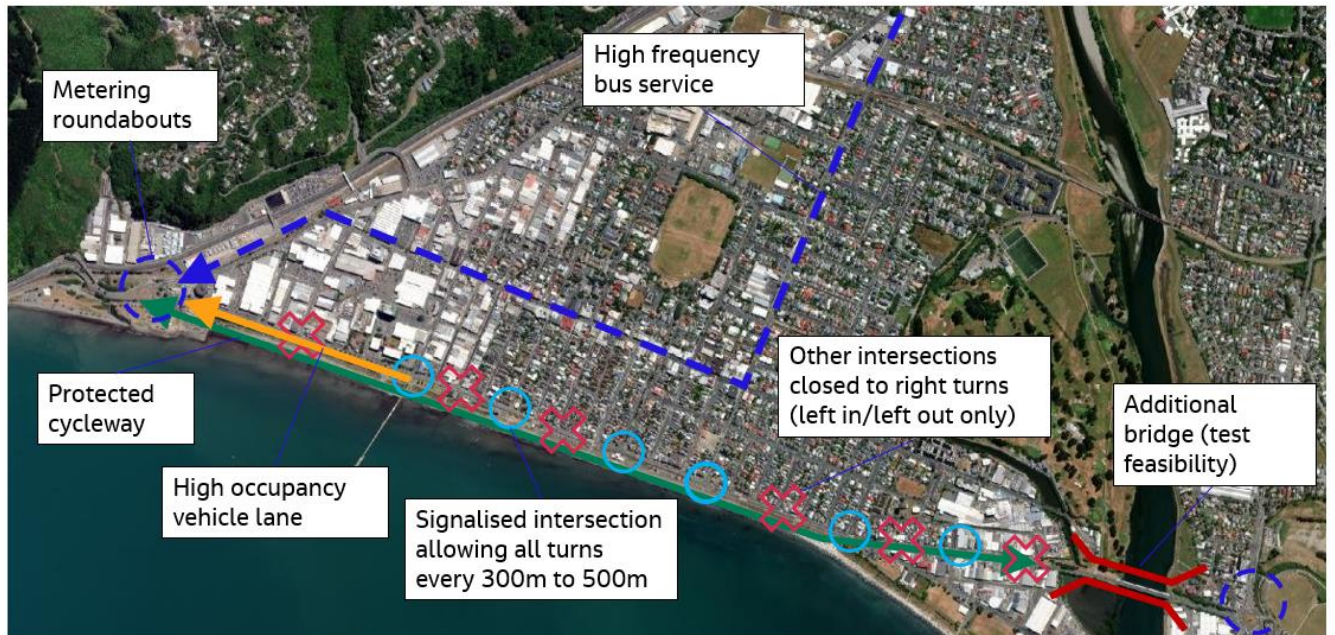 Metering
roundabouts
High frequency
bus service
Other intersections
closed to right turns
(left in/left out only)
Additional
bridge (test
feasibility)
Protected
cycleway
High occupancy
vehicle lane
Signalised intersection
allowing all turns
every 300m to 500m